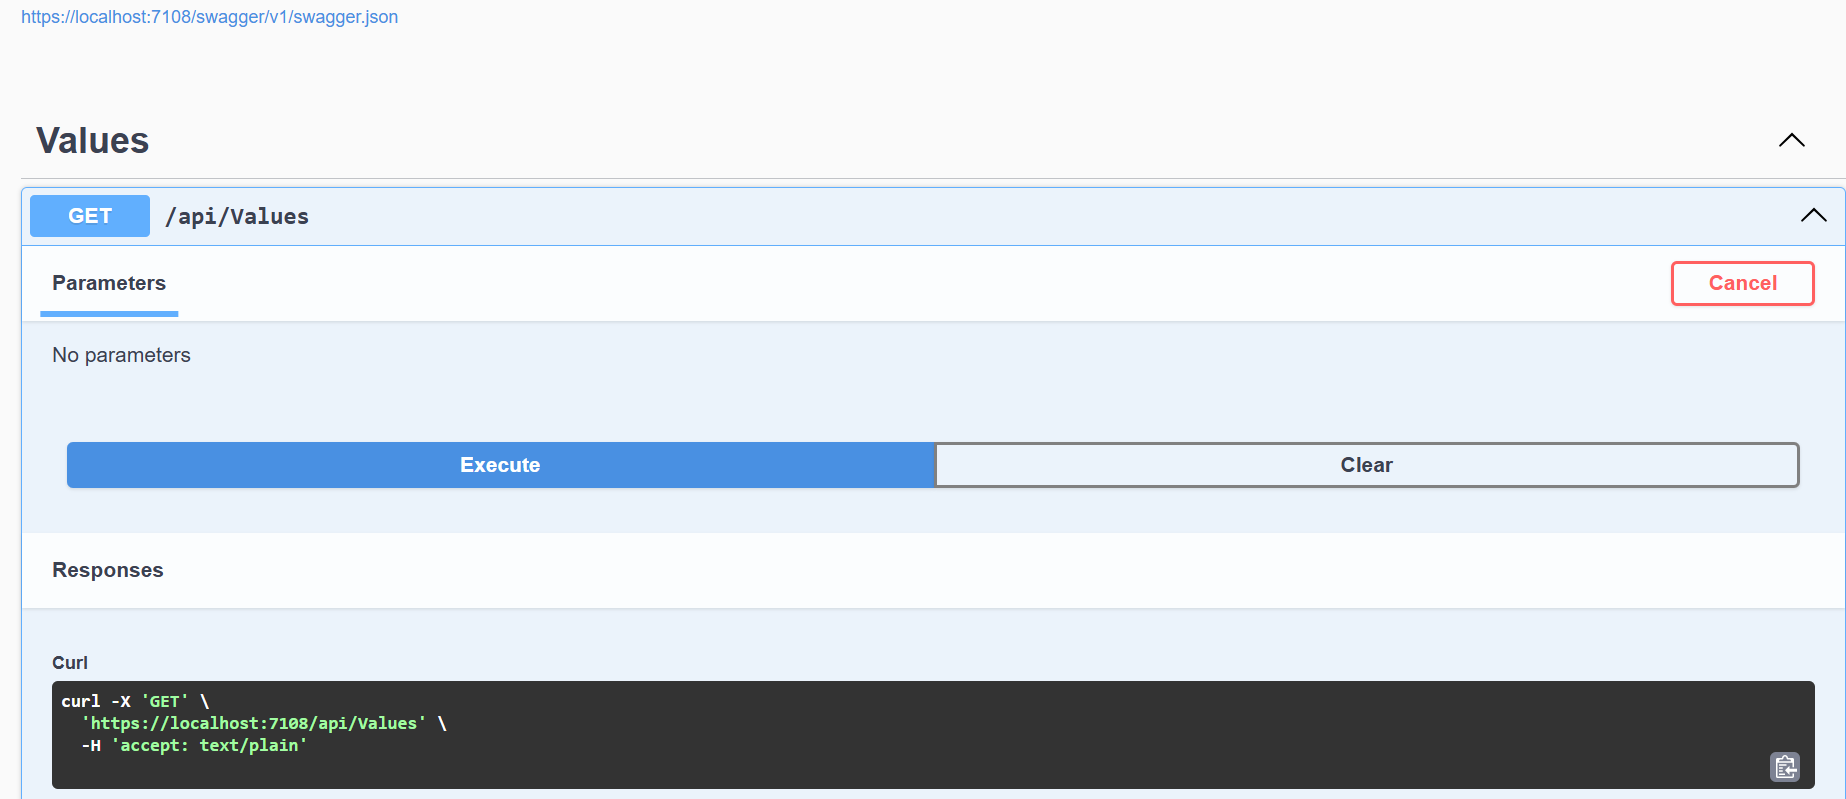 https://localhost:7108/swagger/v1/swagger.json
Values
GET /api/Values
Parameters Cancel
No parameters
Execute Clear
Responses
Curl
curl -X 'GET' \
'https://localhost:7108/api/Values' \
-H 'accept: text/plain'